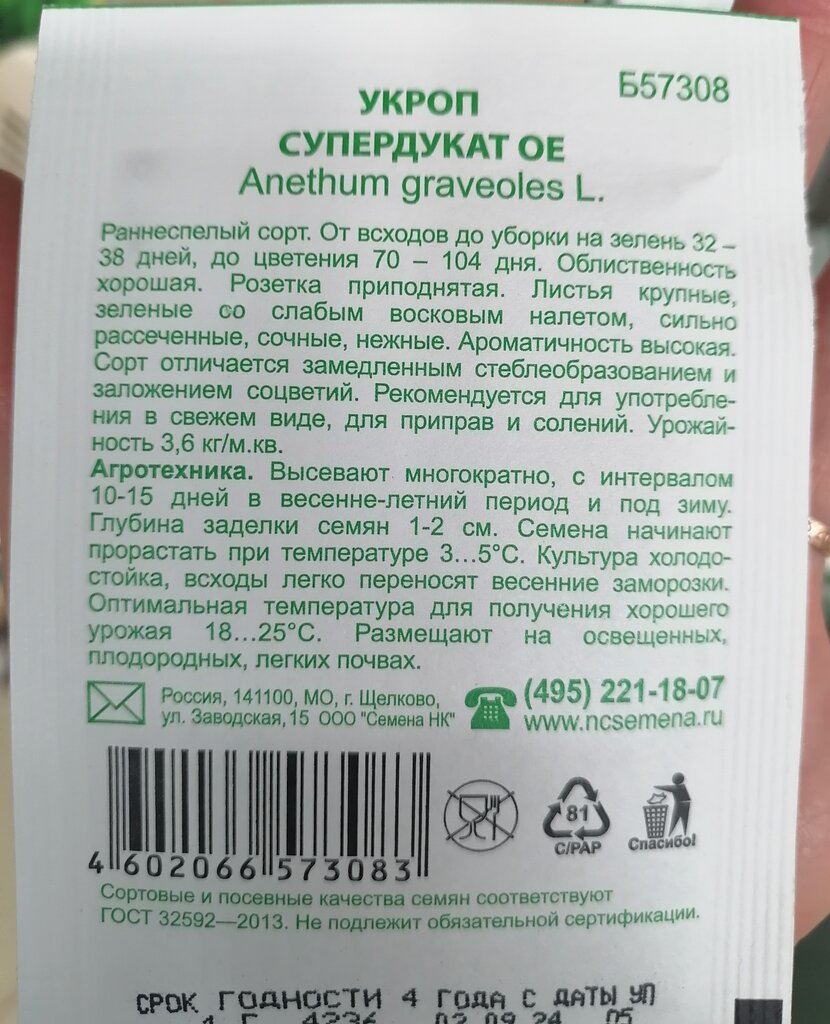 Б57308
УКРОП
СУПЕРДУКАТ ОЕ
Anethum graveoles L.
Раннеспелый сорт. От всходов до уборки на зелень 32 –
38 дней, до цветения 70 – 104 дня. Облиственность
хорошая. Розетка приподнятая. Листья крупные,
зеленые со слабым восковым налетом, сильно
рассеченные, сочные, нежные. Ароматичность высокая.
Сорт отличается замедленным стеблеобразованием и
заложением соцветий. Рекомендуется для употребле-
ния в свежем виде, для приправ и солений. Урожай-
ность 3,6 кг/м.кв.
Агротехника. Высевают многократно, с интервалом
10-15 дней в весенне-летний период и под зиму.
Глубина заделки семян 1-2 см. Семена начинают
прорастать при температуре 3...5°С. Культура холодо-
стойка, всходы легко переносят весенние заморозки.
Оптимальная температура для получения хорошего
урожая 18...25°С. Размещают на освещенных,
плодородных, легких почвах.
Россия, 141100, МО, г. Щелково,
ул. Заводская,15 ООО "Семена НК"
(495) 221-18-07
www.ncsemena.ru
81
C/PAP
Спасибо!
4 602066 573083
Сортовые и посевные качества семян соответствуют
ГОСТ 32592—2013. Не подлежит обязательной сертификации.
СРОК ГОДНОСТИ 4 ГОДА С ДАТЫ УП
4236 02.09.24 05